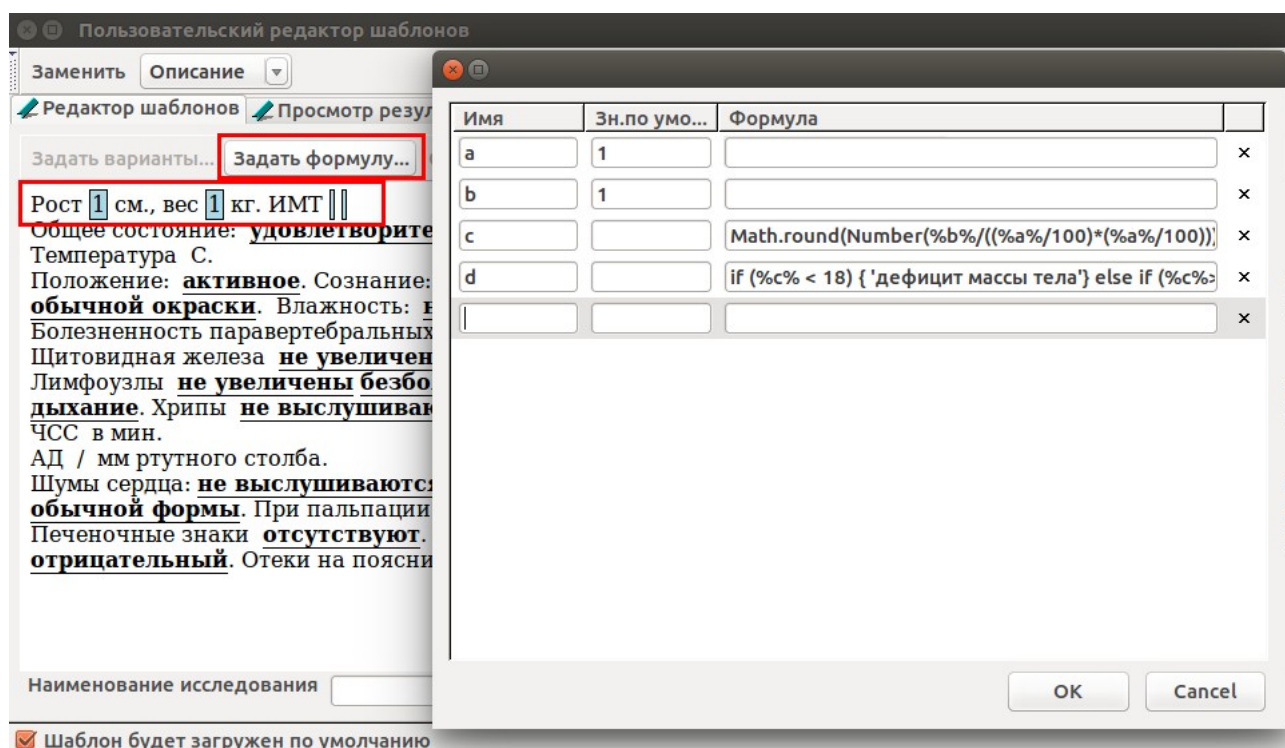 Пользовательский редактор шаблонов
Заменить Описание
Редактор шаблонов Просмотр резул
Задать варианты... Задать формулу...
Рост 1 см., вес 1 кг. ИМТ
Общее состояние: удовлетворите
Температура С.
Положение: активное. Сознание:
обычной окраски. Влажность: н
Болезненность паравертебральных
Щитовидная железа не увеличен
Лимфоузлы не увеличены безбо
дыхание. Хрипы не выслушиваю
ЧСС в мин.
АД / мм ртутного столба.
Шумы сердца: не выслушиваютс
обычной формы. При пальпации
Печеночные знаки отсутствуют.
отрицательный. Отеки на поясни
Наименование исследования
Шаблон будет загружен по умолчанию
Имя Зн.по умо... Формула
a 1 ×
b 1 ×
c Math.round(Number(%b%/((%a%/100)*(%a%/100))) ×
d if (%c% < 18) { 'дефицит массы тела'} else if (%c%> ×
×
OK Cancel